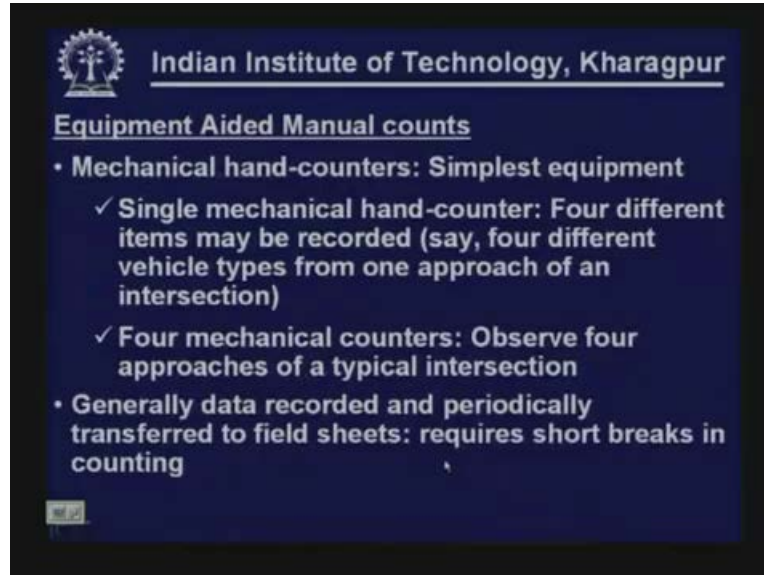 Indian Institute of Technology, Kharagpur
Equipment Aided Manual counts
• Mechanical hand-counters: Simplest equipment
✓ Single mechanical hand-counter: Four different
items may be recorded (say, four different
vehicle types from one approach of an
intersection)
✓ Four mechanical counters: Observe four
approaches of a typical intersection
• Generally data recorded and periodically
transferred to field sheets: requires short breaks in
counting